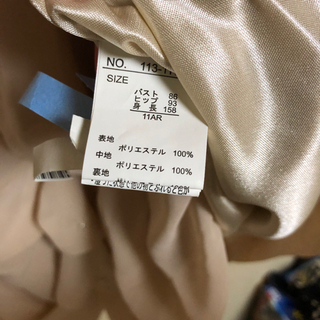 NO. 113-11
SIZE
バスト 86
ヒップ 93
身 長 158
11AR
表地 ポリエステル 100%
中地 ポリエステル 100%
裏地